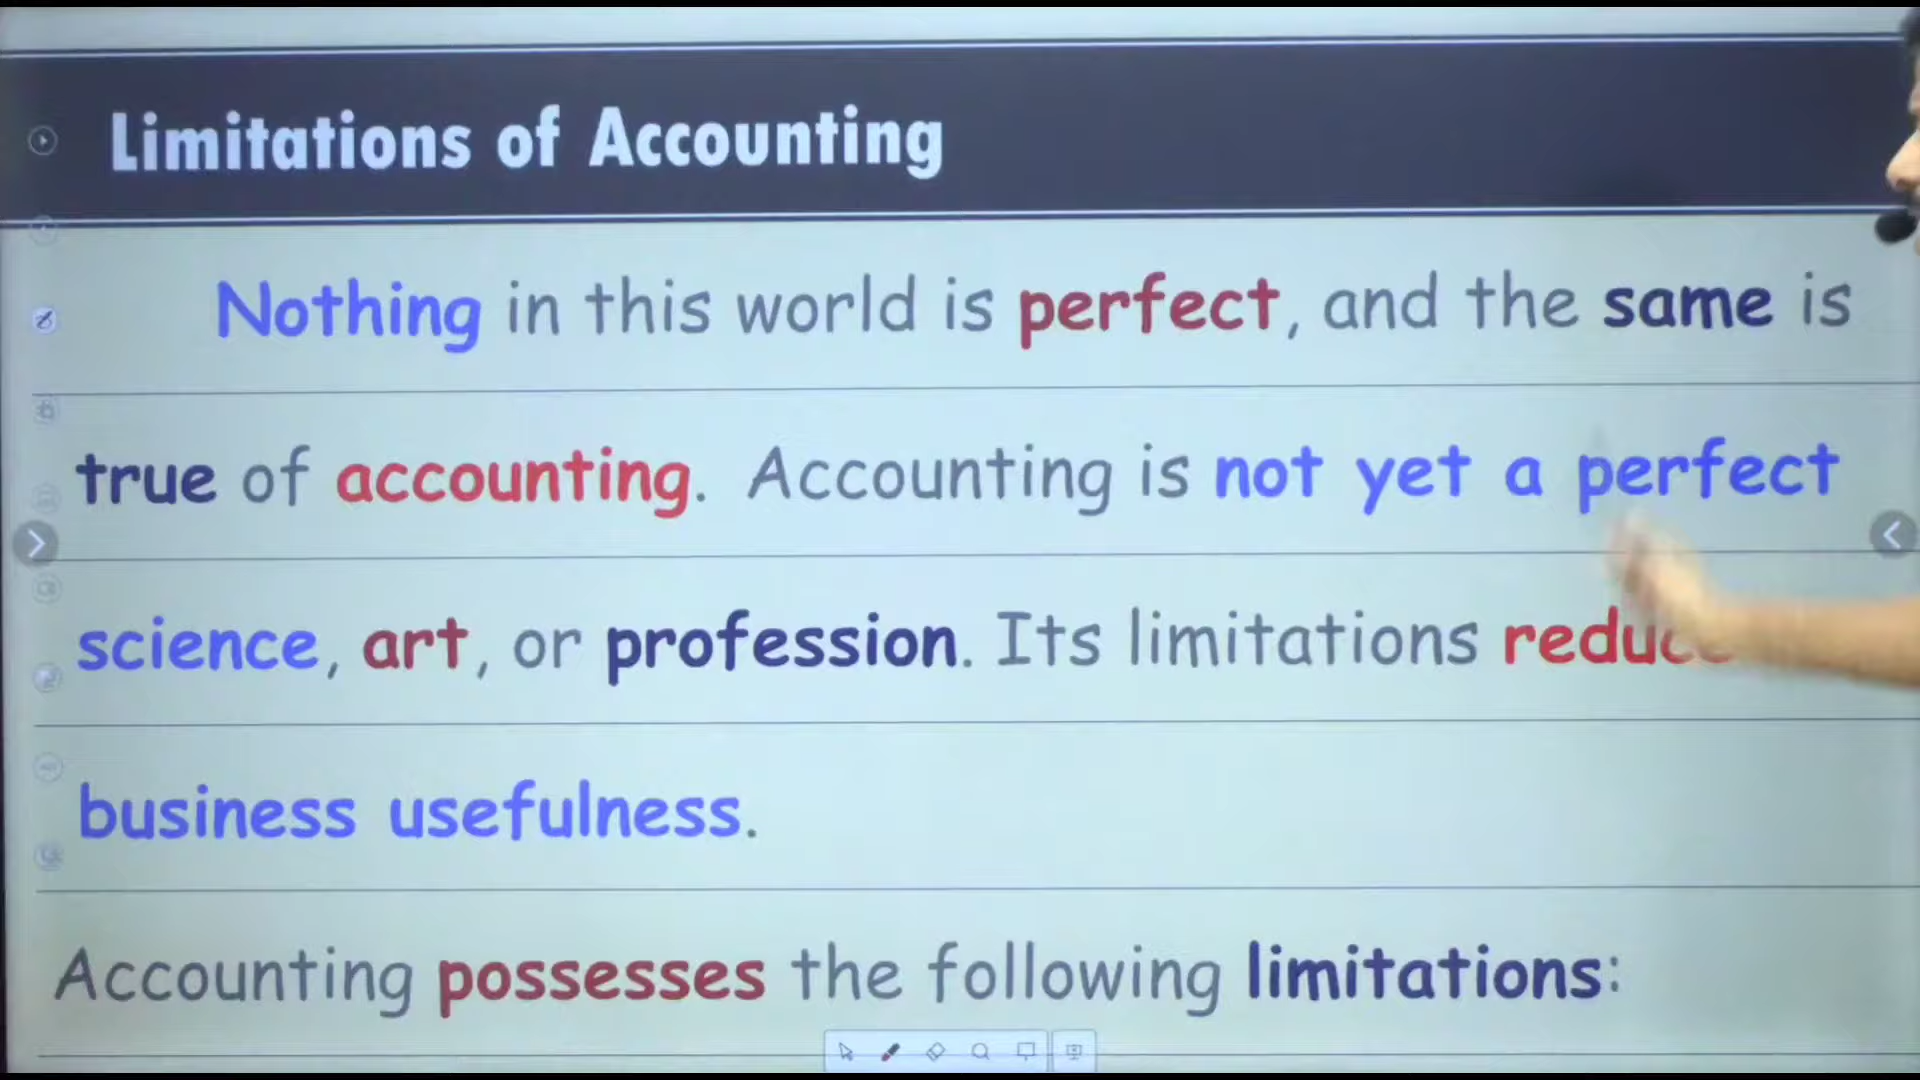 Limitations of Accounting
Nothing in this world is perfect, and the same is
true of accounting. Accounting is not yet a perfect
science, art, or profession. Its limitations reduce
business usefulness.
Accounting possesses the following limitations: